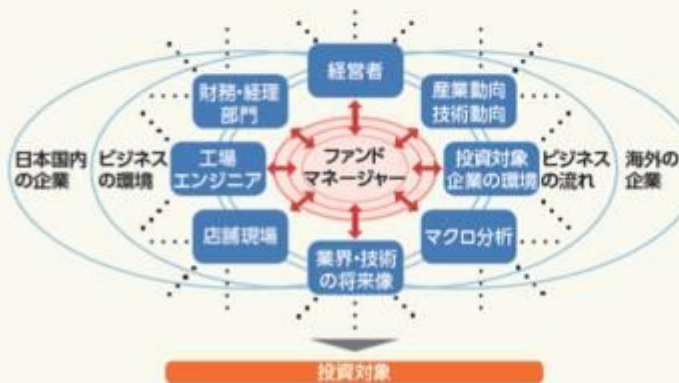 経営者
財務・経理
部門
産業動向
技術動向
日本国内
の企業
ビジネス
の環境
工場
エンジニア
ファンド
マネージャー
投資対象
企業の環境
ビジネス
の流れ
海外の
企業
店舗現場
マクロ分析
業界・技術
の将来像
投資対象